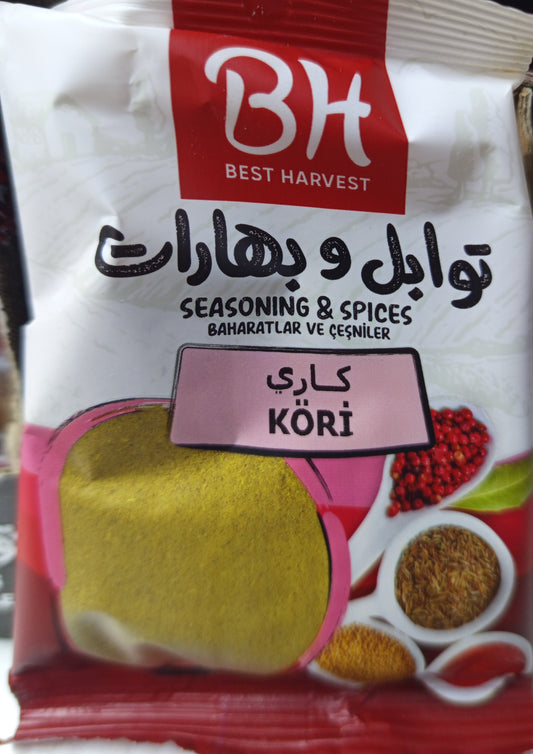 BH
BEST HARVEST
توابل و بهارات
SEASONING & SPICES
BAHARATLAR VE ÇEŞNİLER
كاري
KÖRİ